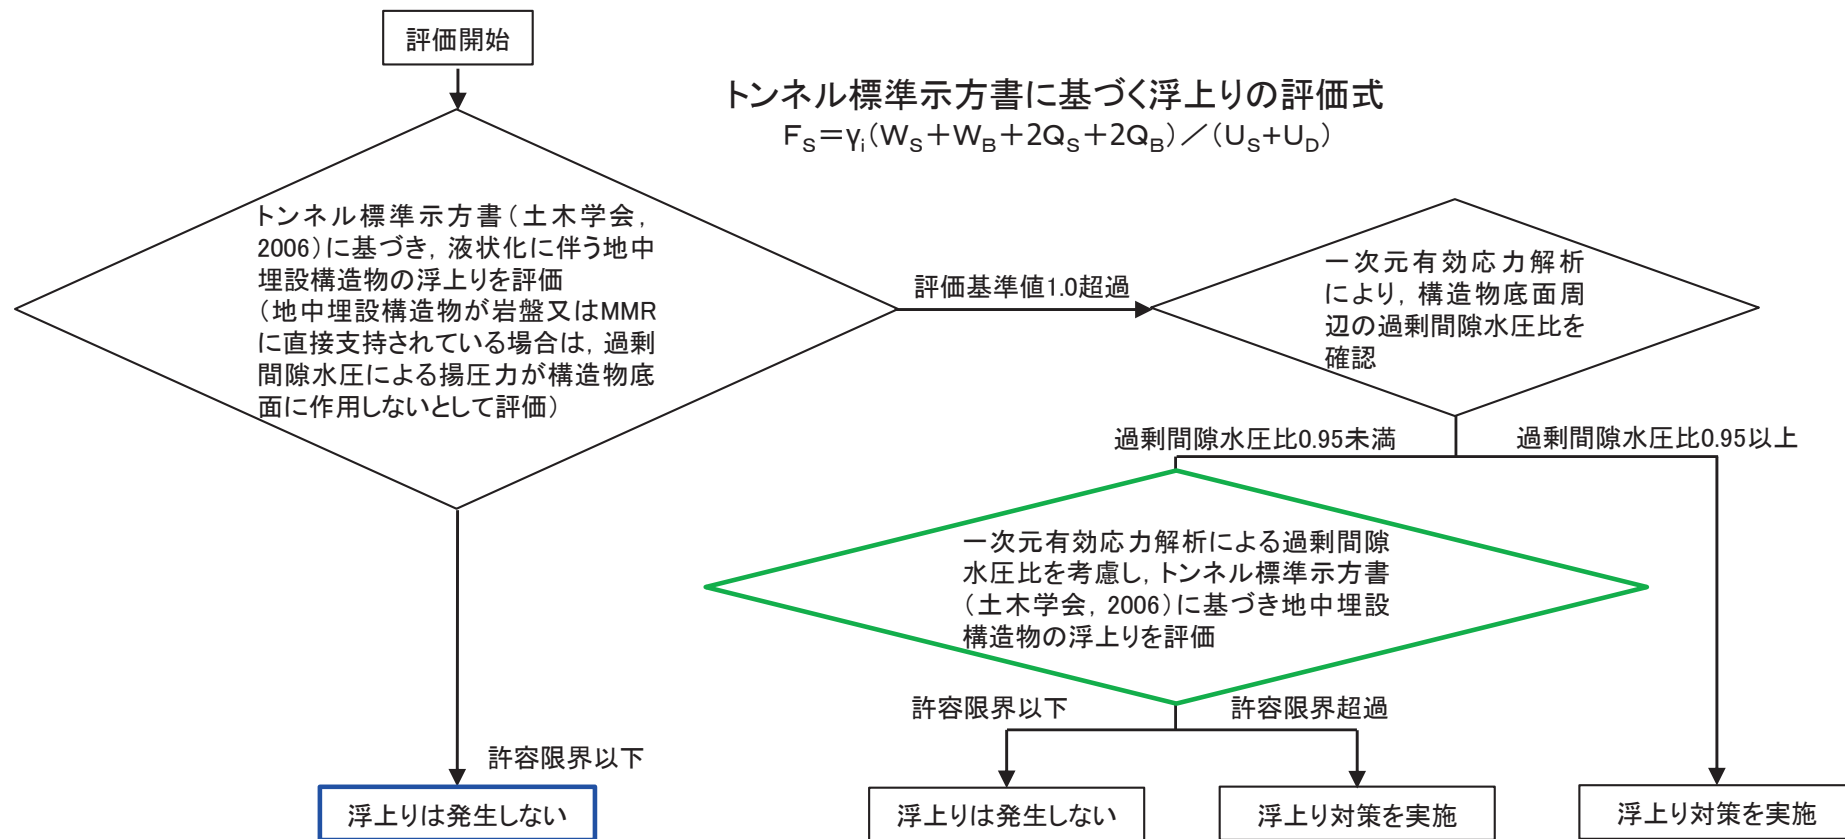 評価開始
トンネル標準示方書に基づく浮上りの評価式
FS=γi(WS+WB+2QS+2QB)/(US+UD)
トンネル標準示方書(土木学会,
2006)に基づき,液状化に伴う地中
埋設構造物の浮上りを評価
(地中埋設構造物が岩盤又はMMR
に直接支持されている場合は,過剰
間隙水圧による揚圧力が構造物底
面に作用しないとして評価)
評価基準値1.0超過
一次元有効応力解析
により,構造物底面周
辺の過剰間隙水圧比を
確認
過剰間隙水圧比0.95未満
過剰間隙水圧比0.95以上
一次元有効応力解析による過剰間隙
水圧比を考慮し,トンネル標準示方書
(土木学会,2006)に基づき地中埋設
構造物の浮上りを評価
許容限界以下
許容限界超過
許容限界以下
浮上りは発生しない
浮上りは発生しない
浮上り対策を実施
浮上り対策を実施